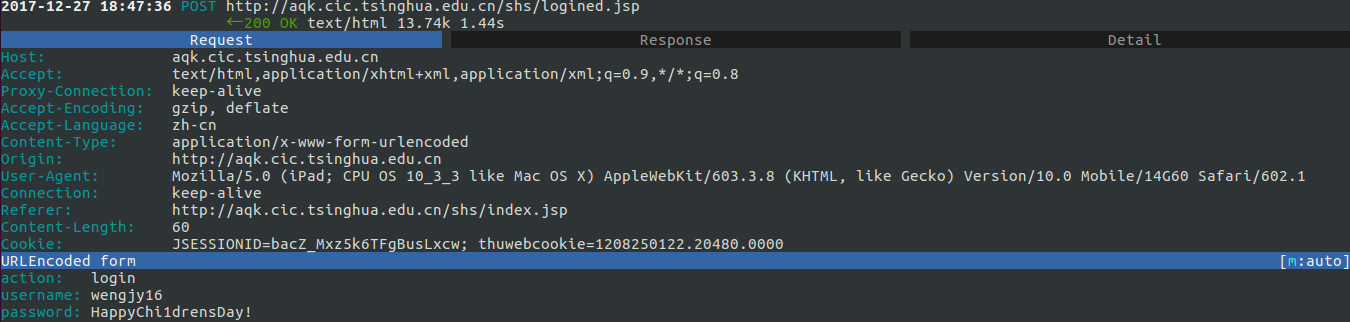 2017-12-27 18:47:36 POST http://aqk.cic.tsinghua.edu.cn/shs/logined.jsp
←200 OK text/html 13.74k 1.44s
Request Response Detail
Host: aqk.cic.tsinghua.edu.cn
Accept: text/html,application/xhtml+xml,application/xml;q=0.9,*/*;q=0.8
Proxy-Connection: keep-alive
Accept-Encoding: gzip, deflate
Accept-Language: zh-cn
Content-Type: application/x-www-form-urlencoded
Origin: http://aqk.cic.tsinghua.edu.cn
User-Agent: Mozilla/5.0 (iPad; CPU OS 10_3_3 like Mac OS X) AppleWebKit/603.3.8 (KHTML, like Gecko) Version/10.0 Mobile/14G60 Safari/602.1
Connection: keep-alive
Referer: http://aqk.cic.tsinghua.edu.cn/shs/index.jsp
Content-Length: 60
Cookie: JSESSIONID=bacZ_Mxz5k6TFgBusLxcw; thuwebcookie=1208250122.20480.0000
URLEncoded form [m:auto]
action: login
username: wengjy16
password: HappyChi1drensDay!